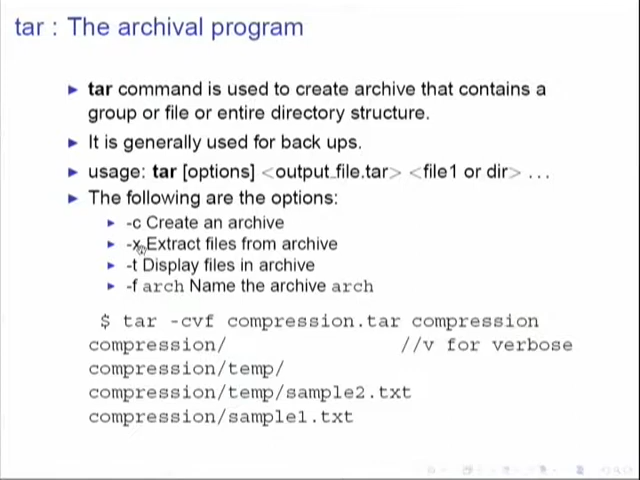 tar : The archival program
tar command is used to create archive that contains a
group or file or entire directory structure.
It is generally used for back ups.
usage: tar [options] <output_file.tar> <file1 or dir> ...
The following are the options:
-c Create an archive
-x Extract files from archive
-t Display files in archive
-f arch Name the archive arch
$ tar -cvf compression.tar compression
compression/ //v for verbose
compression/temp/
compression/temp/sample2.txt
compression/sample1.txt